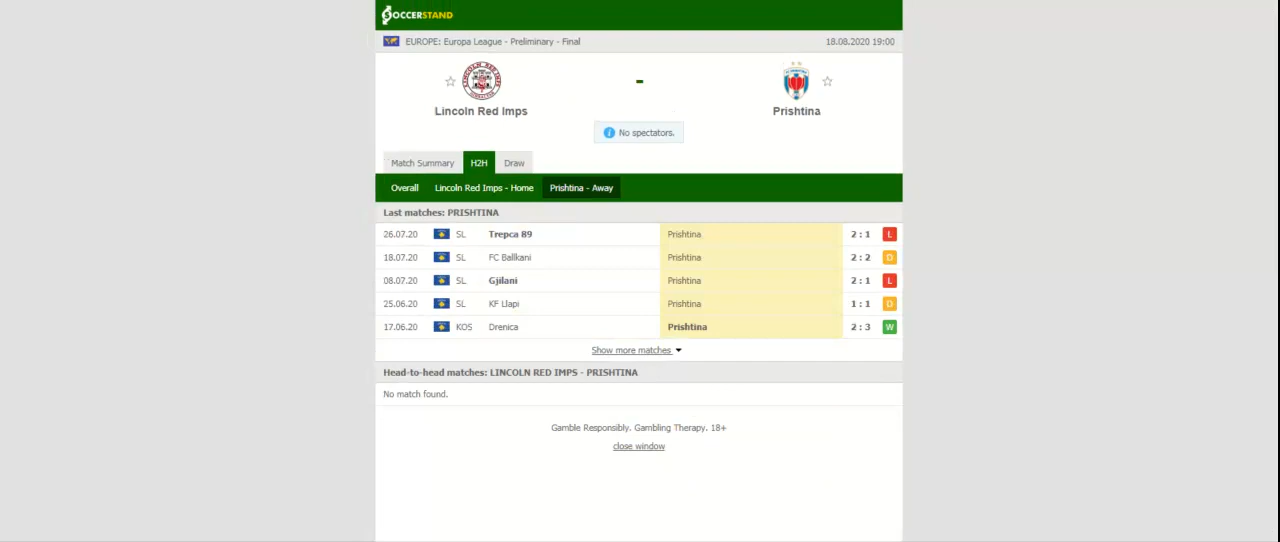 SOCCERSTAND
EUROPE: Europa League - Preliminary - Final 18.08.2020 19:00
-
Lincoln Red Imps Prishtina
No spectators.
Match Summary H2H Draw
Overall Lincoln Red Imps - Home Prishtina - Away
Last matches: PRISHTINA
26.07.20 SL Trepca 89 Prishtina 2 : 1 L
18.07.20 SL FC Ballkani Prishtina 2 : 2 D
08.07.20 SL Gjilani Prishtina 2 : 1 L
25.06.20 SL KF Llapi Prishtina 1 : 1 D
17.06.20 KOS Drenica Prishtina 2 : 3 W
Show more matches
Head-to-head matches: LINCOLN RED IMPS - PRISHTINA
No match found.
Gamble Responsibly. Gambling Therapy. 18+
close window